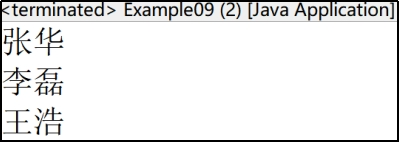 <terminated> Example09 (2) [Java Application]
张华
李磊
王浩